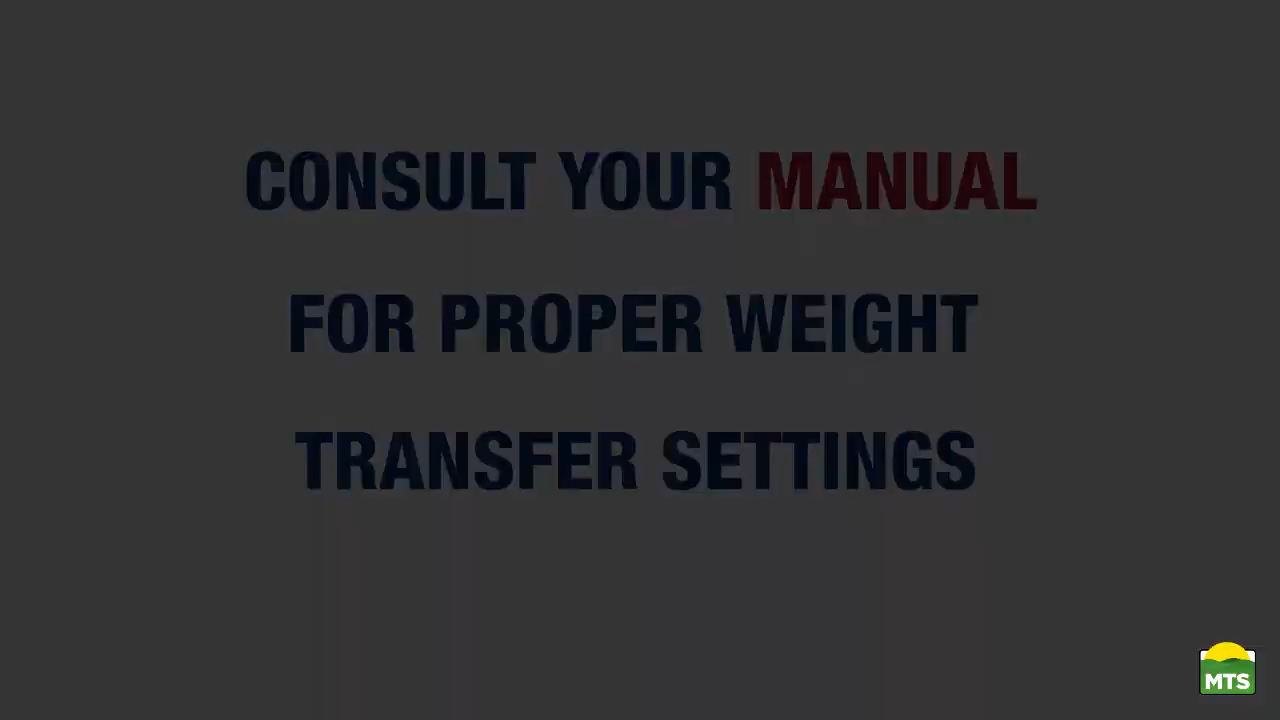 CONSULT YOUR MANUAL
FOR PROPER WEIGHT
TRANSFER SETTINGS
MTS